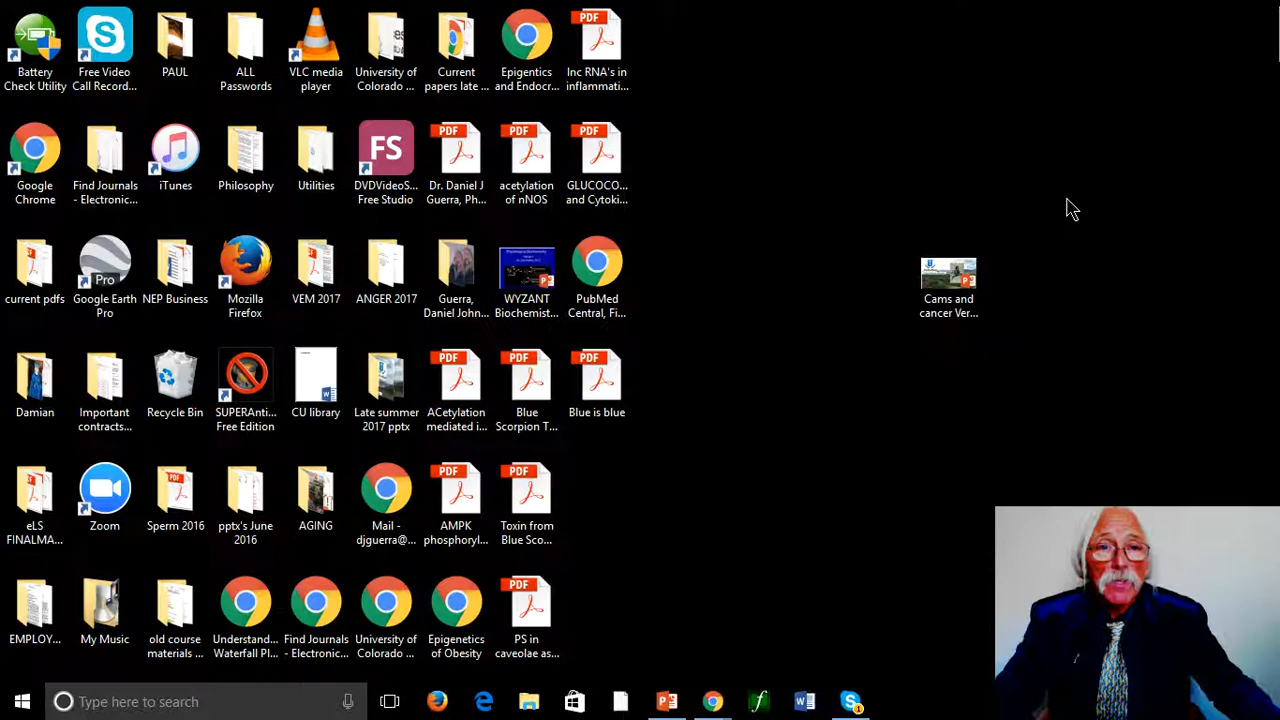 Battery
Check Utility
Free Video
Call Record...
PAUL
ALL
Passwords
VLC media
player
University of
Colorado ...
Current
papers late ...
Epigentics
and Endocr...
PDF
lnc RNA's in
inflammati...
Google
Chrome
Find Journals
- Electronic...
iTunes
Philosophy
Utilities
FS
DVDVideoS...
Free Studio
PDF
Dr. Daniel J
Guerra, Ph...
PDF
acetylation
of nNOS
PDF
GLUCOCO...
and Cytoki...
current pdfs
Pro
Google Earth
Pro
NEP Business
Mozilla
Firefox
VEM 2017
ANGER 2017
Guerra,
Daniel John...
WYZANT
Biochemist...
PubMed
Central, Fi...
Cams and
cancer Ver...
Damian
Important
contracts...
Recycle Bin
SUPERAnti...
Free Edition
CU library
Late summer
2017 pptx
PDF
ACetylation
mediated i...
PDF
Blue
Scorpion T...
PDF
Blue is blue
eLS
FINALMA...
Zoom
Sperm 2016
pptx's June
2016
AGING
Mail -
djguerra@...
PDF
AMPK
phosphoryl...
PDF
Toxin from
Blue Sco...
EMPLOY...
My Music
old course
materials ...
Understand...
Waterfall Pl...
Find Journals
- Electronic...
University of
Colorado ...
Epigenetics
of Obesity
PDF
PS in
caveolae as...
Type here to search
1